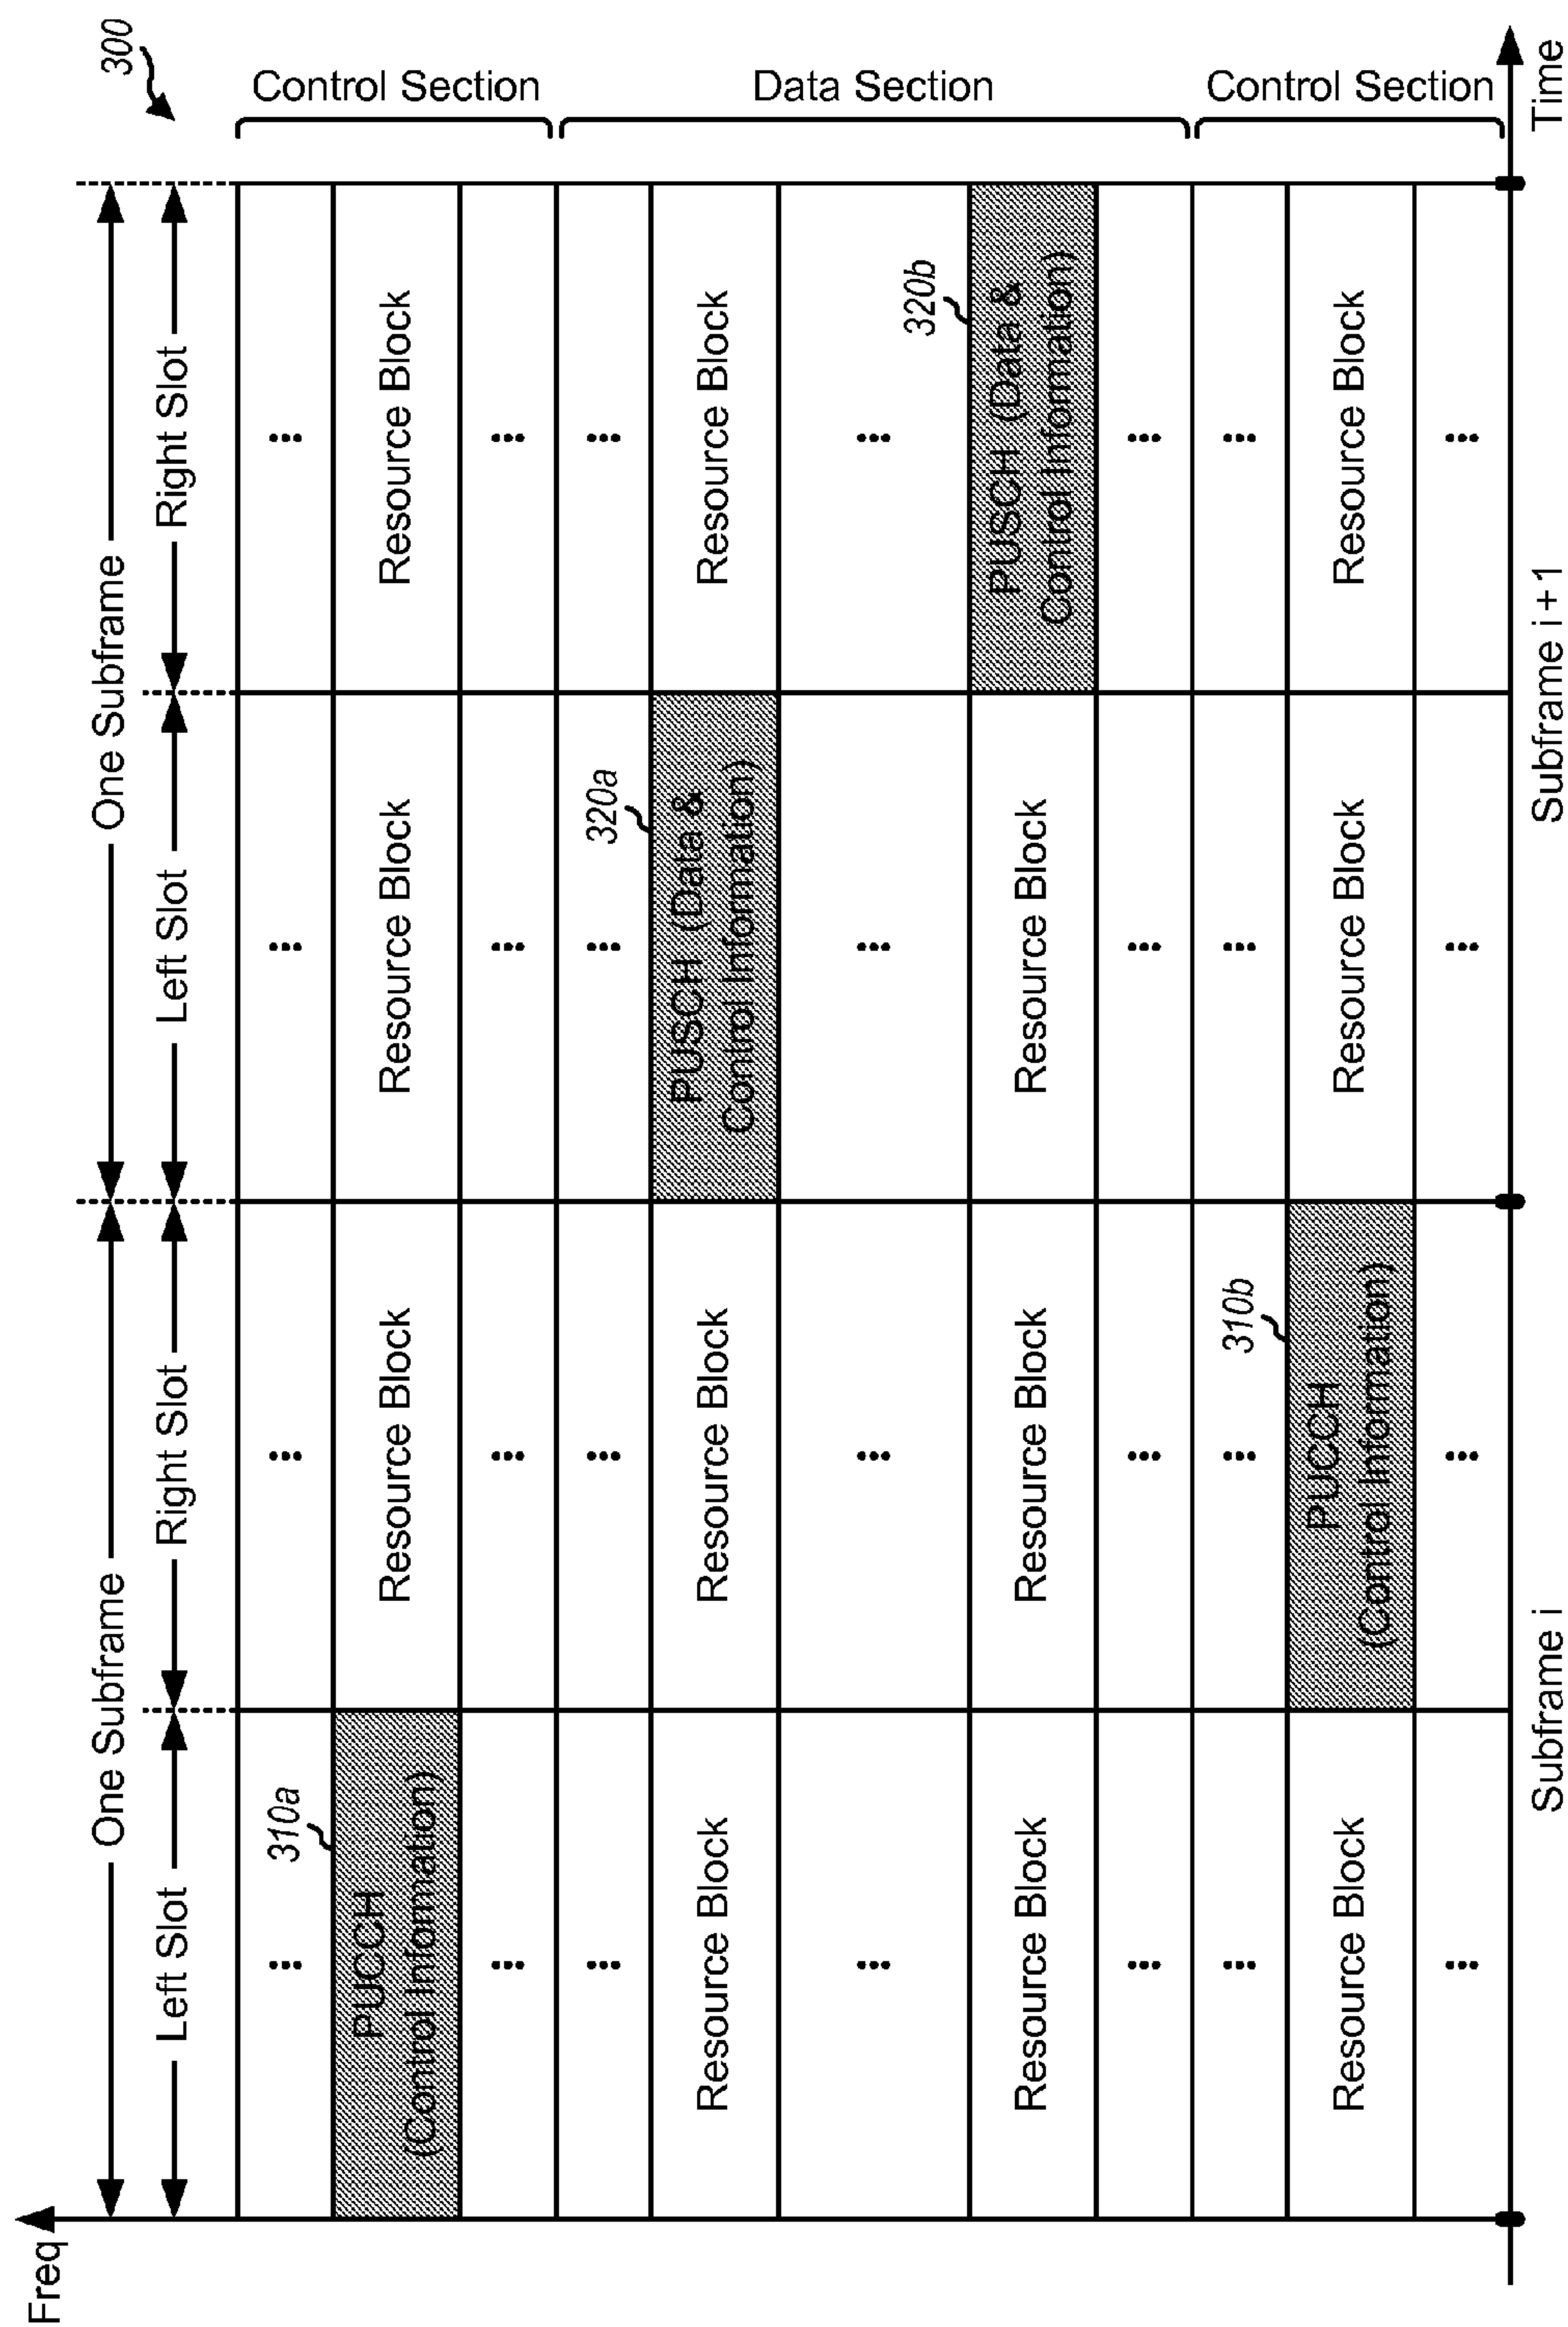 300
One Subframe
One Subframe
Left Slot
Right Slot
Left Slot
Right Slot
Freq
...
...
...
...
Control Section
310a
PUCCH
(Control Information)
Resource Block
Resource Block
Resource Block
...
...
...
...
...
...
...
...
Data Section
320a
Resource Block
Resource Block
PUSCH (Data &
Control Information)
Resource Block
...
...
...
...
320b
Resource Block
Resource Block
Resource Block
PUSCH (Data &
Control Information)
...
...
...
...
...
...
...
...
Control Section
310b
Resource Block
PUCCH
(Control Information)
Resource Block
Resource Block
...
...
...
...
Subframe i
Subframe i + 1
Time